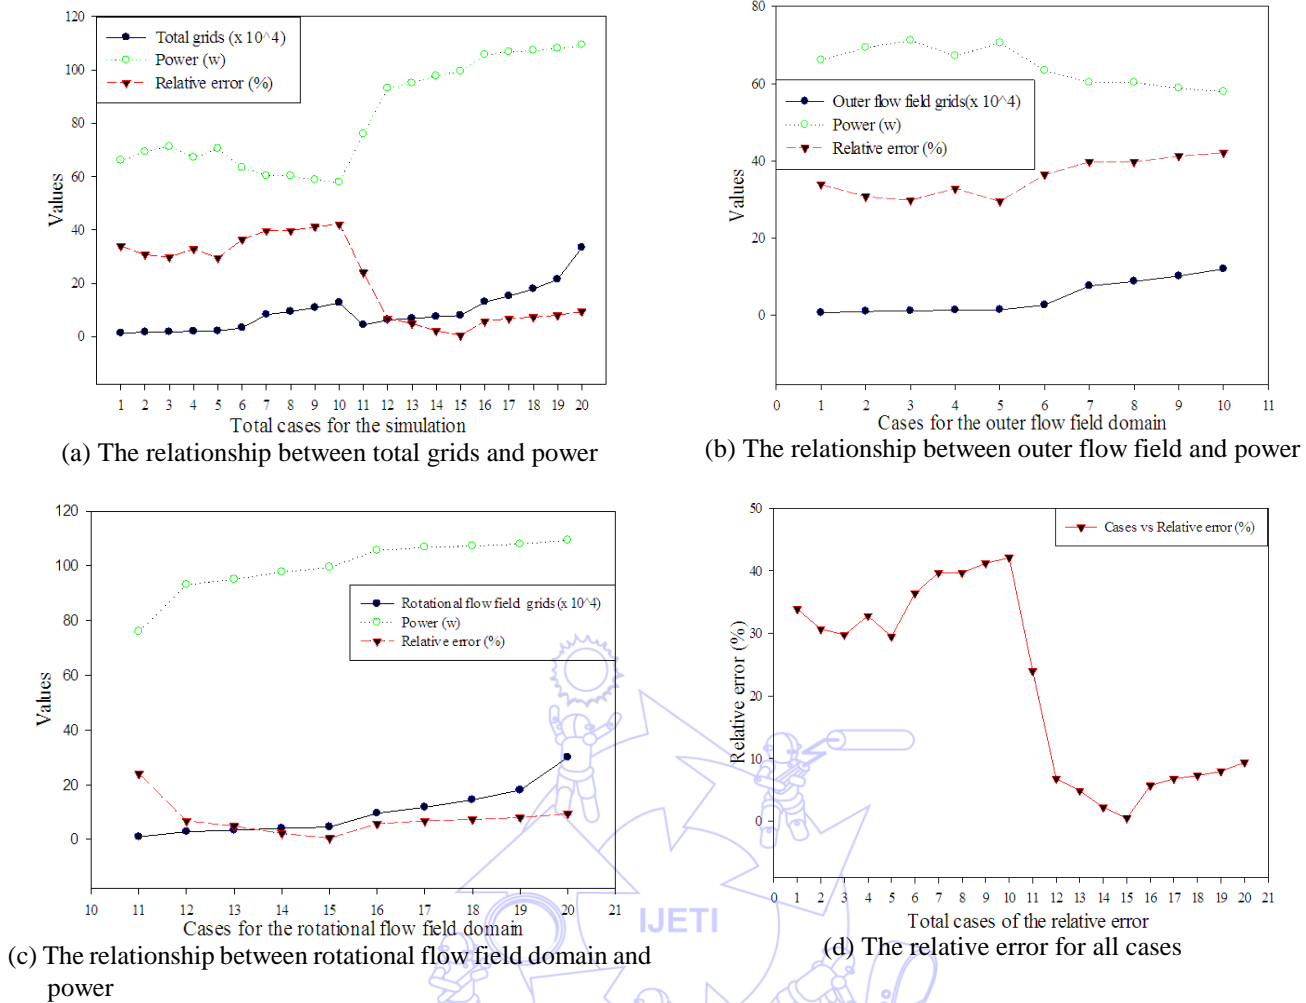 120
100
80
60
40
20
0
Values
Total grids (x 10^4)
Power (w)
Relative error (%)
1 2 3 4 5 6 7 8 9 10 11 12 13 14 15 16 17 18 19 20
Total cases for the simulation
(a) The relationship between total grids and power
80
60
40
20
0
Values
Outer flow field grids(x 10^4)
Power (w)
Relative error (%)
0 1 2 3 4 5 6 7 8 9 10 11
Cases for the outer flow field domain
(b) The relationship between outer flow field and power
120
100
80
60
40
20
0
Values
Rotational flow field grids (x 10^4)
Power (w)
Relative error (%)
10 11 12 13 14 15 16 17 18 19 20 21
Cases for the rotational flow field domain
(c) The relationship between rotational flow field domain and
power
50
40
30
20
10
0
Relative error (%)
Cases vs Relative error (%)
0 1 2 3 4 5 6 7 8 9 10 11 12 13 14 15 16 17 18 19 20 21
Total cases of the relative error
(d) The relative error for all cases
IJETI